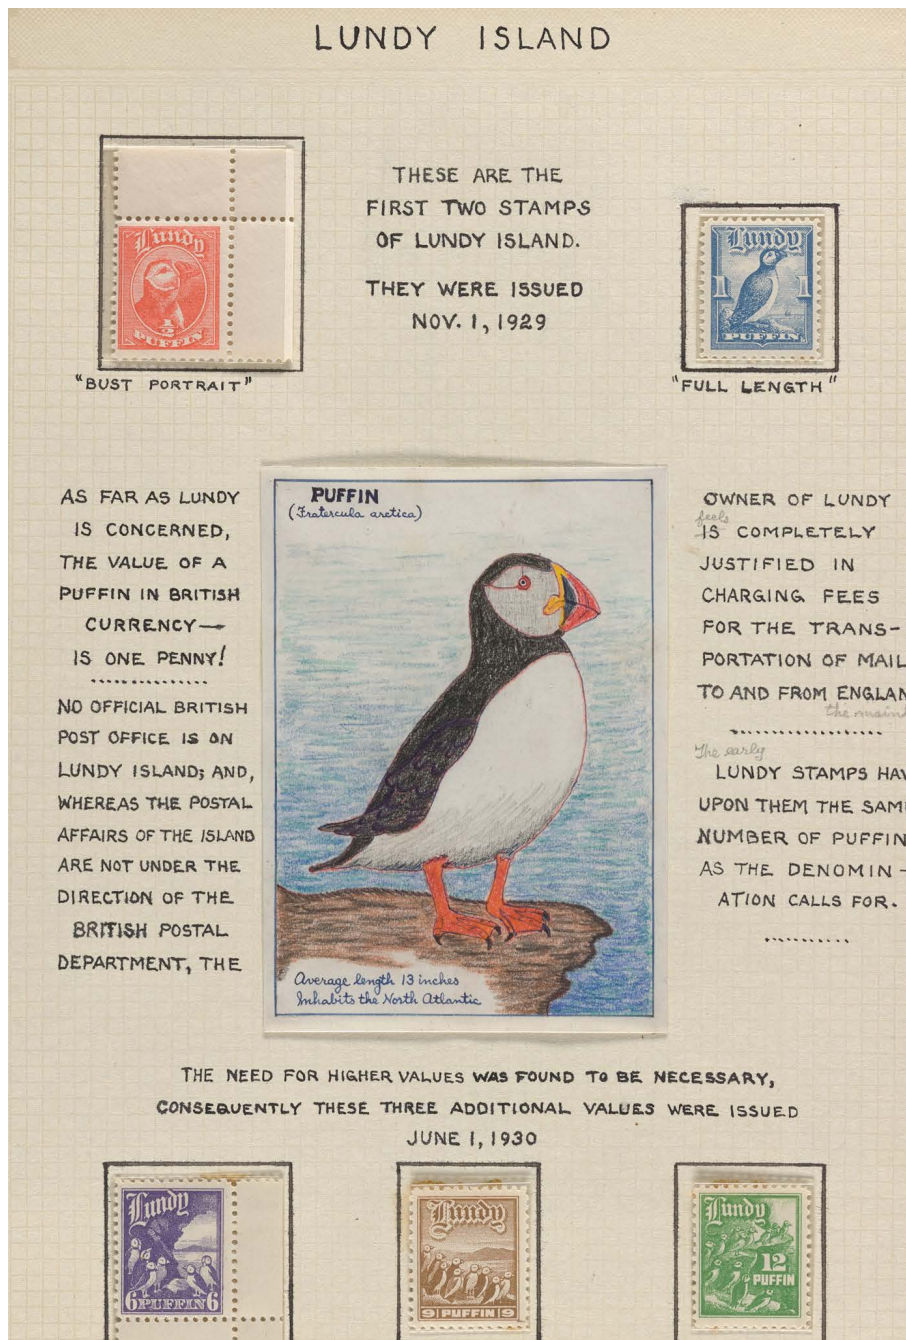 LUNDY ISLAND
THESE ARE THE
FIRST TWO STAMPS
OF LUNDY ISLAND.
THEY WERE ISSUED
NOV. 1, 1929
Lundy
1/2
PUFFIN
"BUST PORTRAIT"
Lundy
1 1
PUFFIN
"FULL LENGTH"
AS FAR AS LUNDY
IS CONCERNED,
THE VALUE OF A
PUFFIN IN BRITISH
CURRENCY—
IS ONE PENNY!
NO OFFICIAL BRITISH
POST OFFICE IS ON
LUNDY ISLAND; AND,
WHEREAS THE POSTAL
AFFAIRS OF THE ISLAND
ARE NOT UNDER THE
DIRECTION OF THE
BRITISH POSTAL
DEPARTMENT, THE
PUFFIN
(Fratercula arctica)
Average length 13 inches
Inhabits the North Atlantic
OWNER OF LUNDY
feels
IS COMPLETELY
JUSTIFIED IN
CHARGING FEES
FOR THE TRANS-
PORTATION OF MAIL
TO AND FROM ENGLAN
the main
The early
LUNDY STAMPS HAV
UPON THEM THE SAM
NUMBER OF PUFFIN
AS THE DENOMIN-
ATION CALLS FOR.
THE NEED FOR HIGHER VALUES WAS FOUND TO BE NECESSARY,
CONSEQUENTLY THESE THREE ADDITIONAL VALUES WERE ISSUED
JUNE 1, 1930
Lundy
6 PUFFIN 6
Lundy
9 PUFFIN 9
Lundy
12
PUFFIN